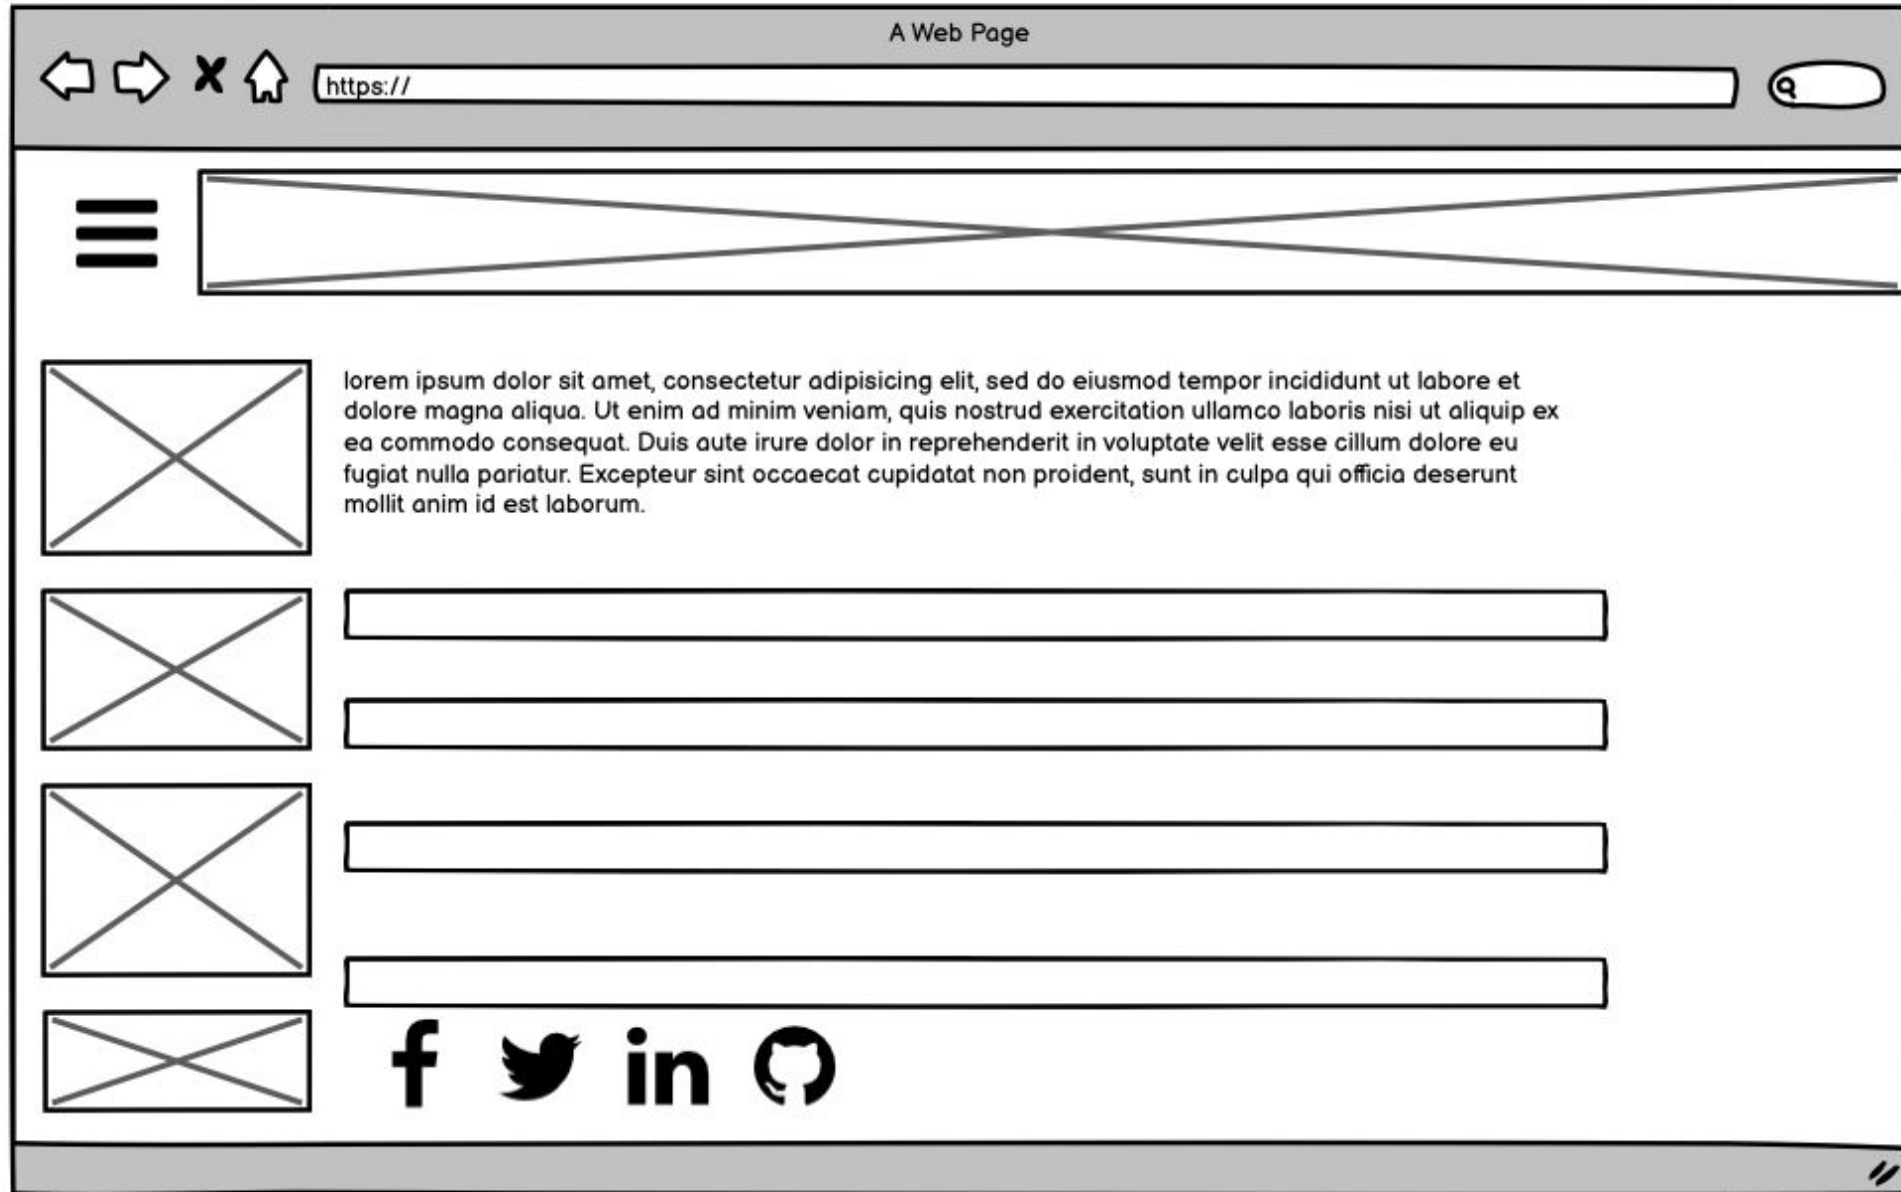 A Web Page
https://
lorem ipsum dolor sit amet, consectetur adipisicing elit, sed do eiusmod tempor incididunt ut labore et
dolore magna aliqua. Ut enim ad minim veniam, quis nostrud exercitation ullamco laboris nisi ut aliquip ex
ea commodo consequat. Duis aute irure dolor in reprehenderit in voluptate velit esse cillum dolore eu
fugiat nulla pariatur. Excepteur sint occaecat cupidatat non proident, sunt in culpa qui officia deserunt
mollit anim id est laborum.